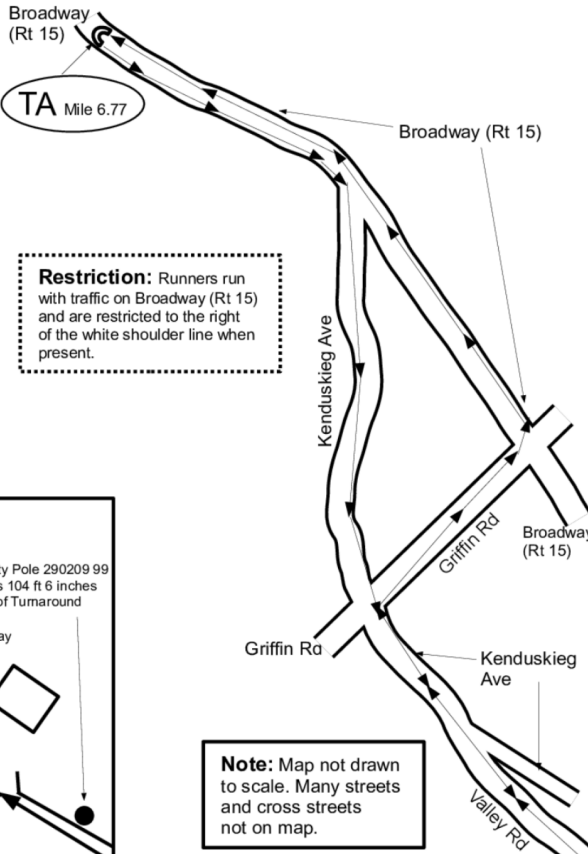 Broadway
(Rt 15)
TA Mile 6.77
Broadway (Rt 15)
Restriction: Runners run
with traffic on Broadway (Rt 15)
and are restricted to the right
of the white shoulder line when
present.
Kenduskieg Ave
Griffin Rd
Broadway
(Rt 15)
Pole 290209 99
104 ft 6 inches
of Turnaround
Griffin Rd
Kenduskieg
Ave
Note: Map not drawn
to scale. Many streets
and cross streets
not on map.
Valley Rd